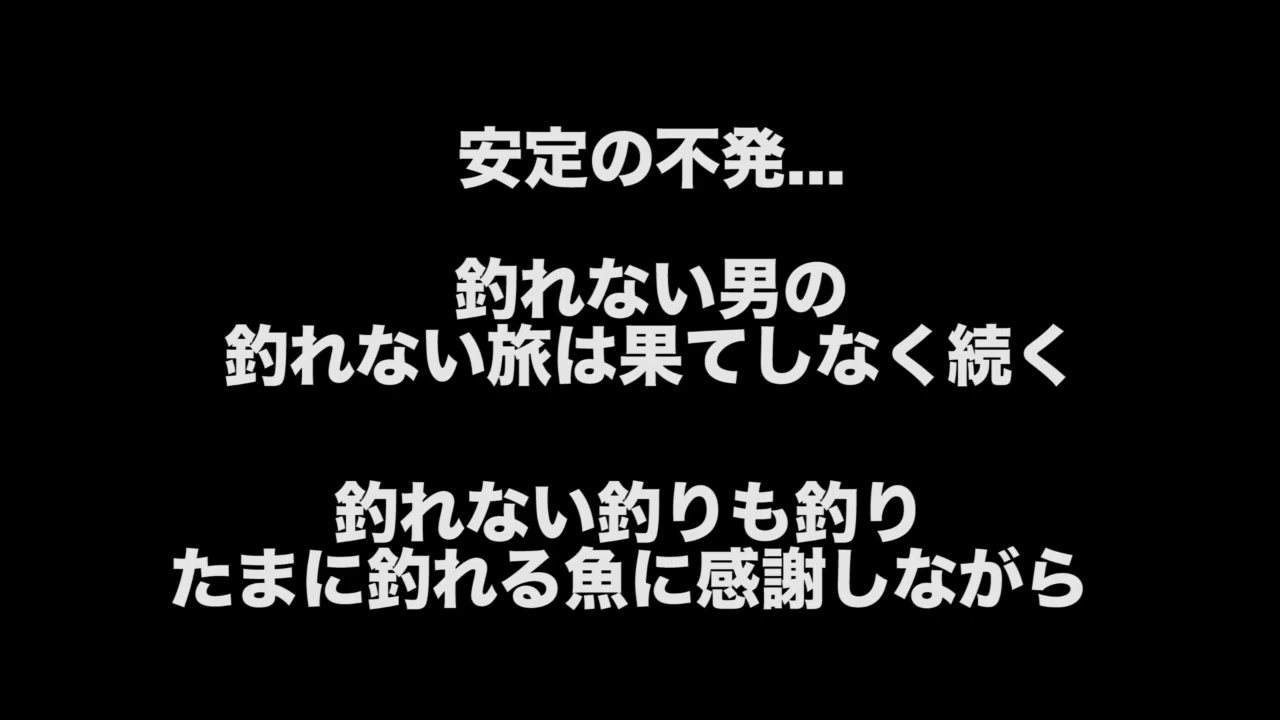 安定の不発...
釣れない男の
釣れない旅は果てしなく続く
釣れない釣りも釣り
たまに釣れる魚に感謝しながら